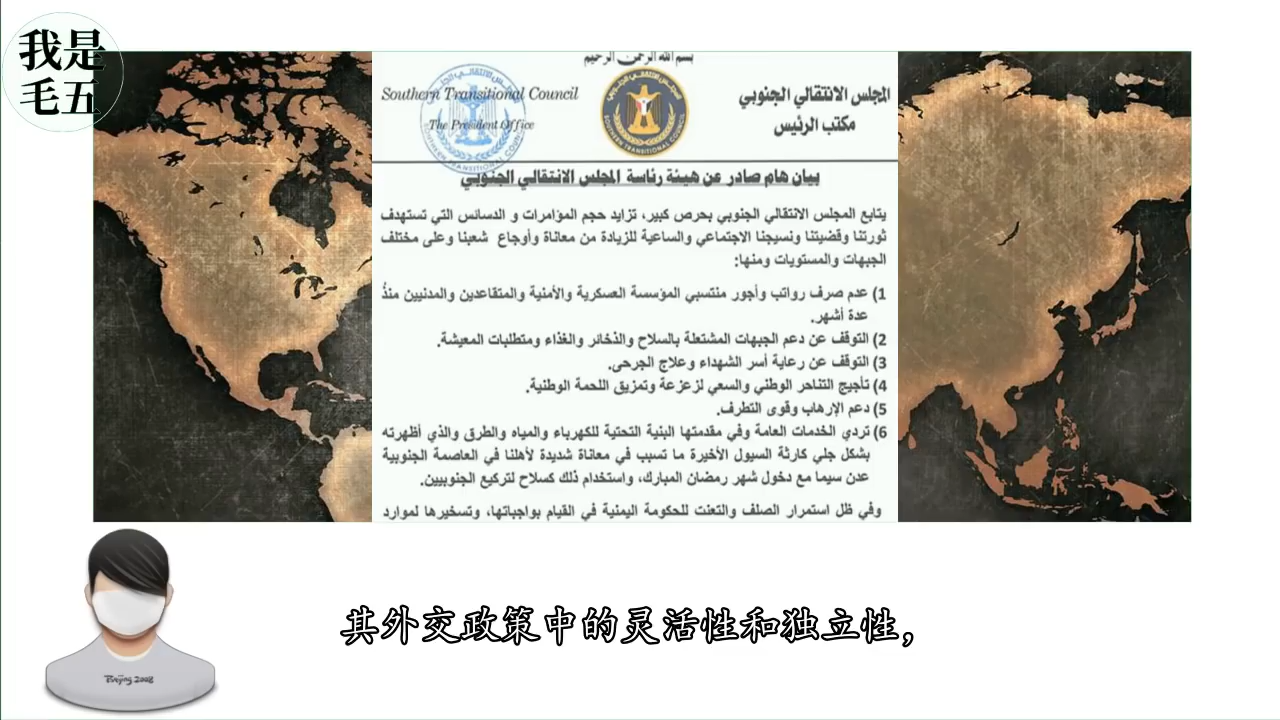 我是
毛五
بسم الله الرحمن الرحيم
Southern Transitional Council
The President Office
المجلس الانتقالي الجنوبي
مكتب الرئيس
SOUTHERN TRANSITIONAL COUNCIL
بيان هام صادر عن هيئة رئاسة المجلس الانتقالي الجنوبي
يتابع المجلس الانتقالي الجنوبي بحرص كبير، تزايد حجم المؤامرات و الدسائس التي تستهدف
ثورتنا وقضيتنا ونسيجنا الاجتماعي والساعية للزيادة من معاناة وأوجاع شعبنا وعلى مختلف
الجبهات والمستويات ومنها:
1) عدم صرف رواتب وأجور منتسبي المؤسسة العسكرية والأمنية والمتقاعدين والمدنيين منذُ
عدة أشهر.
2) التوقف عن دعم الجبهات المشتعلة بالسلاح والذخائر والغذاء ومتطلبات المعيشة.
3) التوقف عن رعاية أسر الشهداء وعلاج الجرحى.
4) تأجيج التناحر الوطني والسعي لزعزعة وتمزيق اللحمة الوطنية.
5) دعم الإرهاب وقوى التطرف.
6) تردي الخدمات العامة وفي مقدمتها البنية التحتية للكهرباء والمياه والطرق والذي أظهرته
بشكل جلي كارثة السيول الأخيرة ما تسبب في معاناة شديدة لأهلنا في العاصمة الجنوبية
عدن سيما مع دخول شهر رمضان المبارك، واستخدام ذلك كسلاح لتركيع الجنوبيين.
وفي ظل استمرار الصلف والتعنت للحكومة اليمنية في القيام بواجباتها، وتسخيرها لموارد
其外交政策中的灵活性和独立性，
Beijing 2008